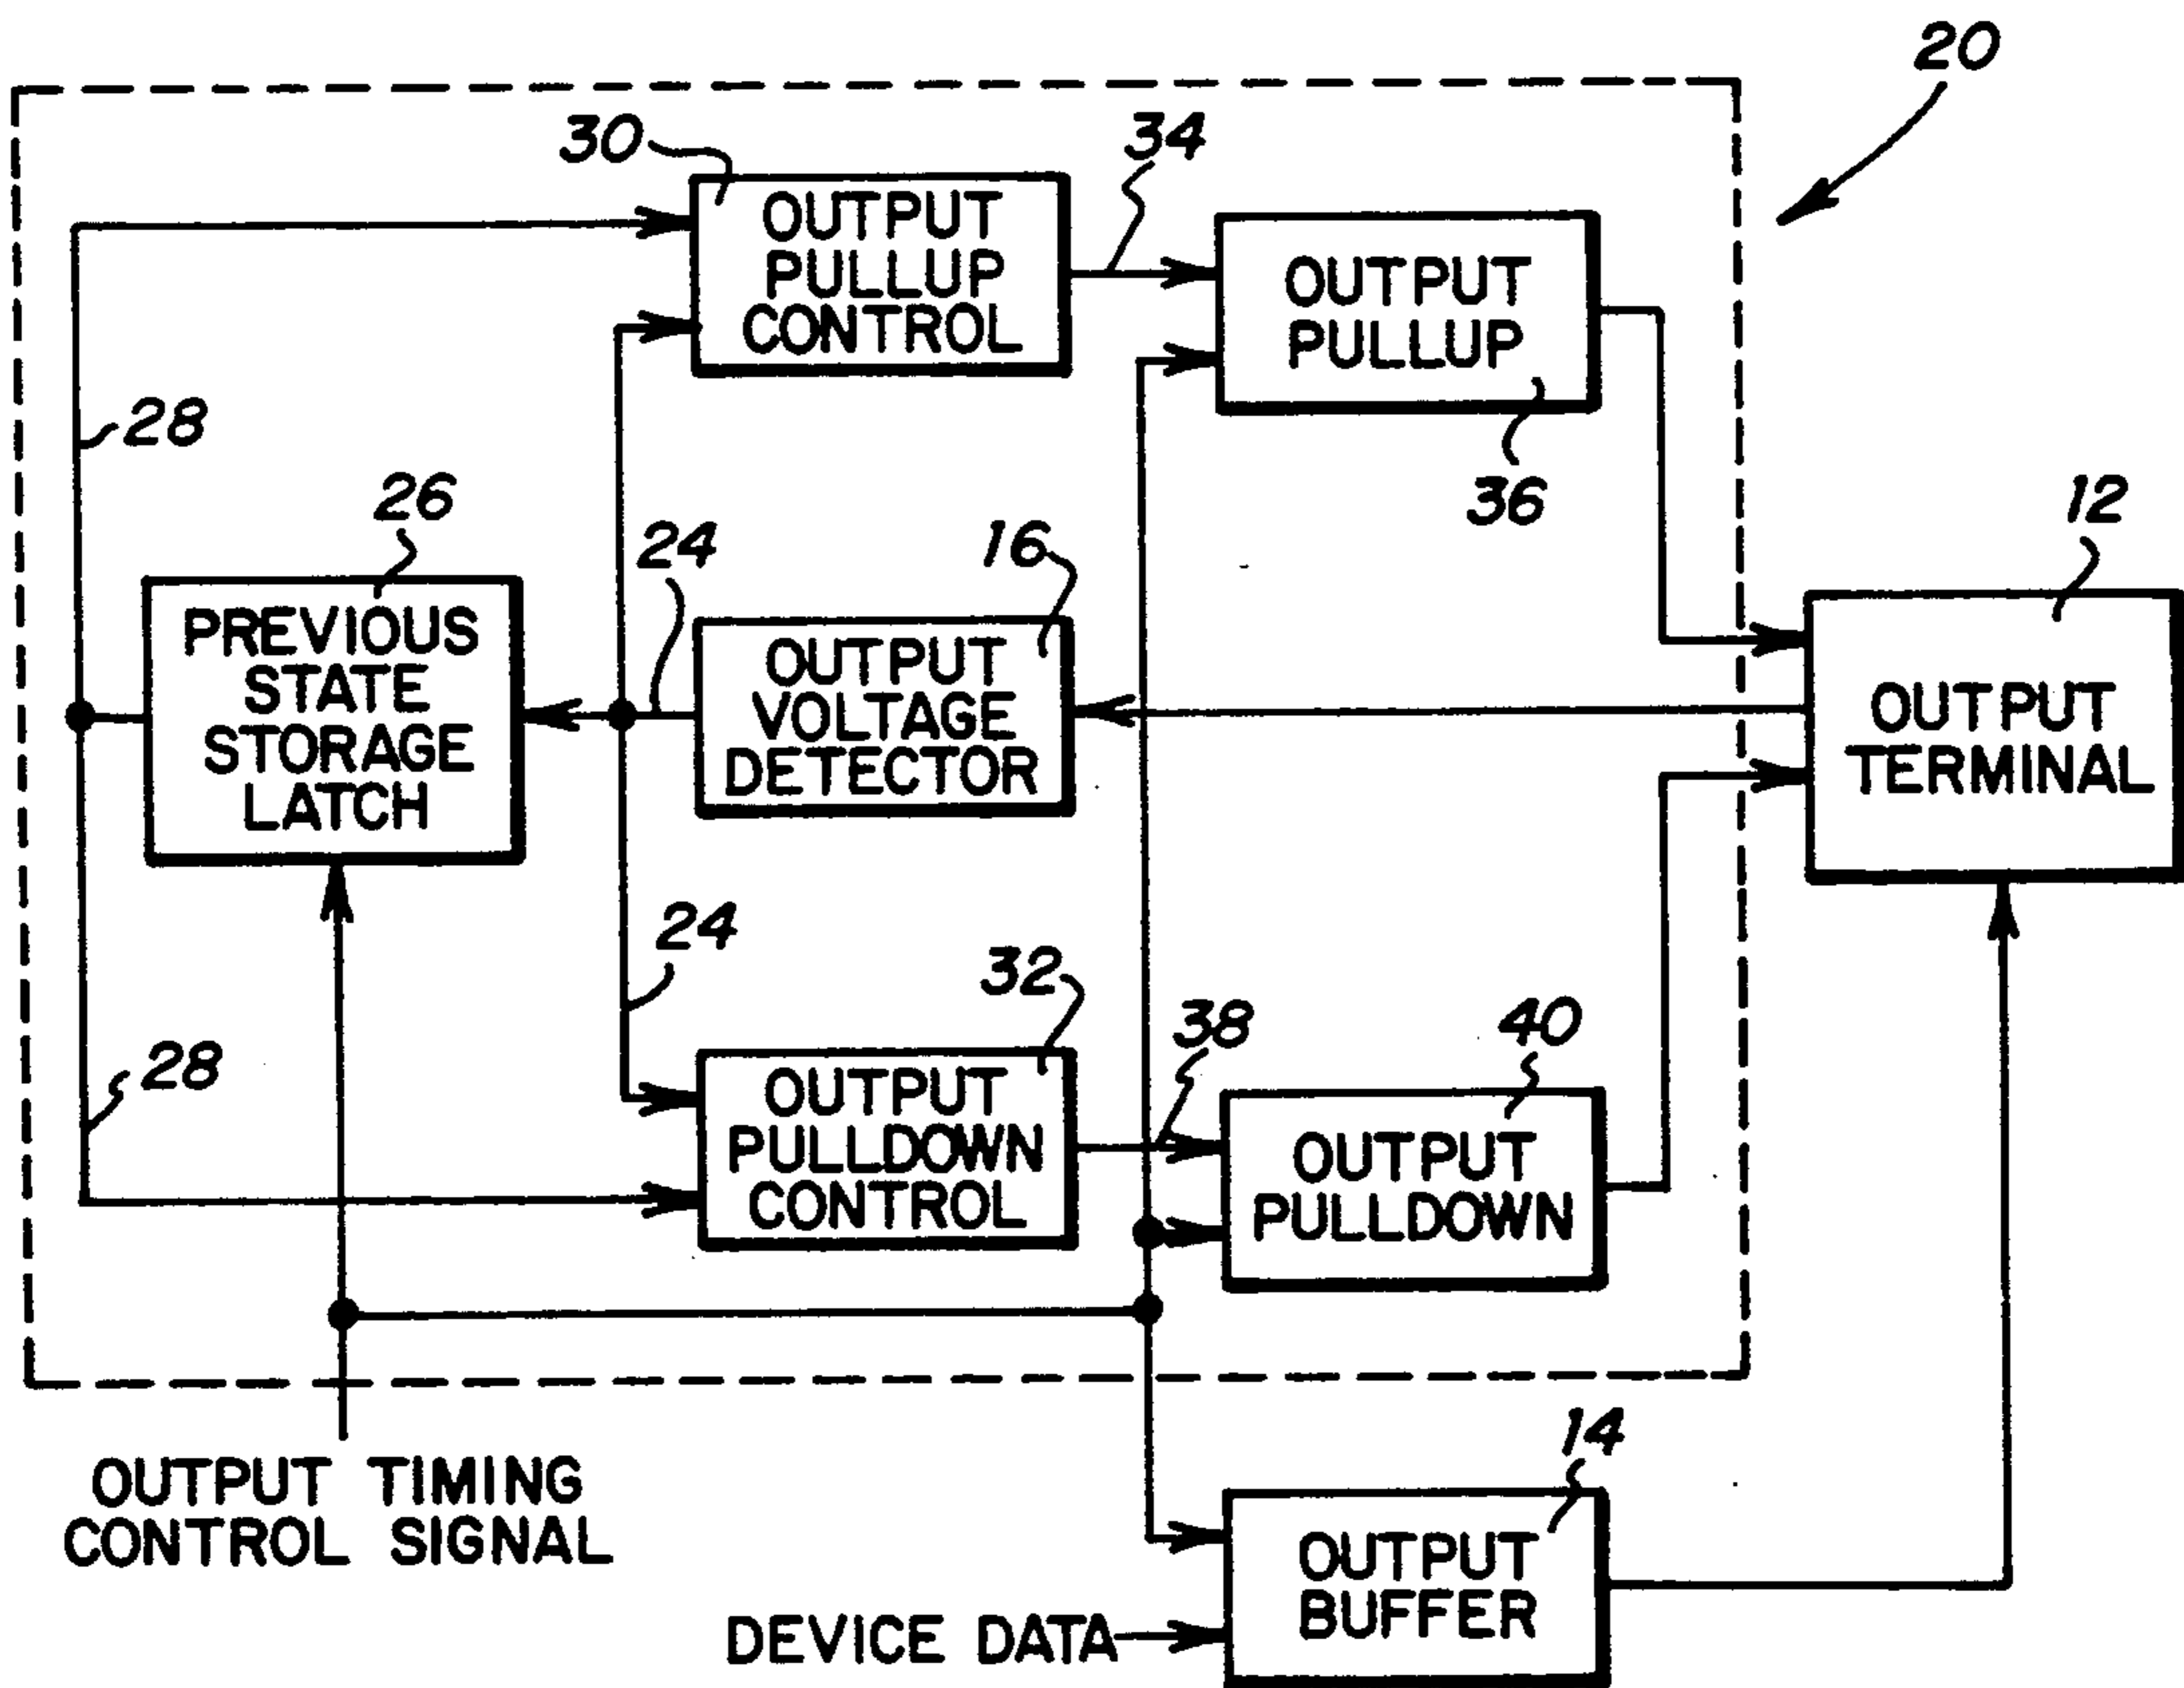 20
30
34
OUTPUT
PULLUP
CONTROL
OUTPUT
PULLUP
28
36
26
24
16
12
PREVIOUS
STATE
STORAGE
LATCH
OUTPUT
VOLTAGE
DETECTOR
OUTPUT
TERMINAL
24
32
38
40
28
OUTPUT
PULLDOWN
CONTROL
OUTPUT
PULLDOWN
OUTPUT TIMING
CONTROL SIGNAL
14
OUTPUT
BUFFER
DEVICE DATA